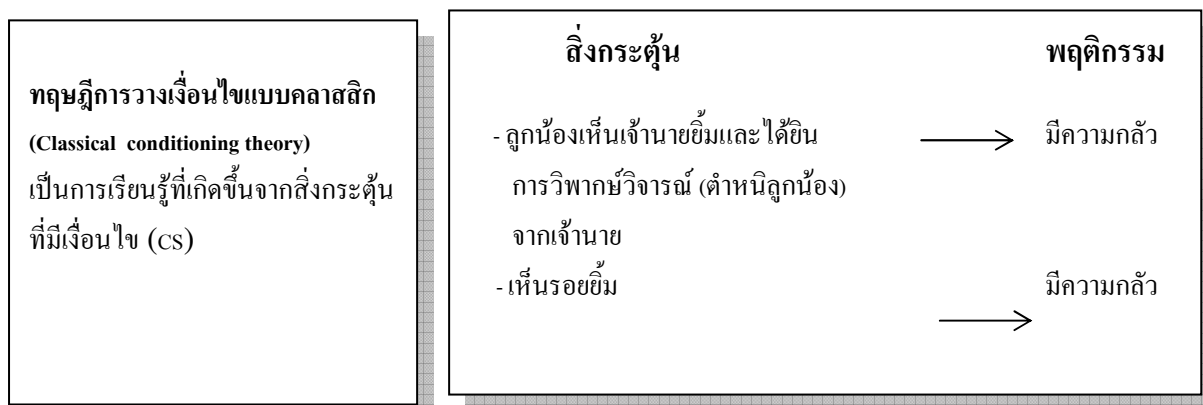 ทฤษฎีการวางเงื่อนไขแบบคลาสสิก
(Classical conditioning theory)
เป็นการเรียนรู้ที่เกิดขึ้นจากสิ่งกระตุ้น
ที่มีเงื่อนไข (CS)
สิ่งกระตุ้น พฤติกรรม
- ลูกน้องเห็นเจ้านายยิ้มและได้ยิน มีความกลัว
การวิพากษ์วิจารณ์ (ตำหนิลูกน้อง)
จากเจ้านาย
- เห็นรอยยิ้ม มีความกลัว